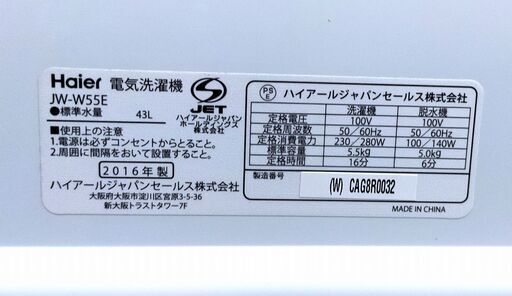 Haier 電気洗濯機
JW-W55E
●標準水量 43L
JET
ハイアールジャパン
ホールディングス
株式会社
■使用上の注意
1.電源は必ずコンセントからとること。
2.周囲に間隔をおいて設置すること。
2016年製
ハイアールジャパンセールス株式会社
大阪府大阪市淀川区宮原3-5-36
新大阪トラストタワー7F
PS
E
ハイアールジャパンセールス株式会社
洗濯機 脱水機
定格電圧 100V 100V
定格周波数 50/60Hz 50/60Hz
定格消費電力 230/280W 100/140W
標準容量 5.5kg 5.0kg
定格時間 16分 6分
製造番号
(W) CAG8R0032
MADE IN CHINA